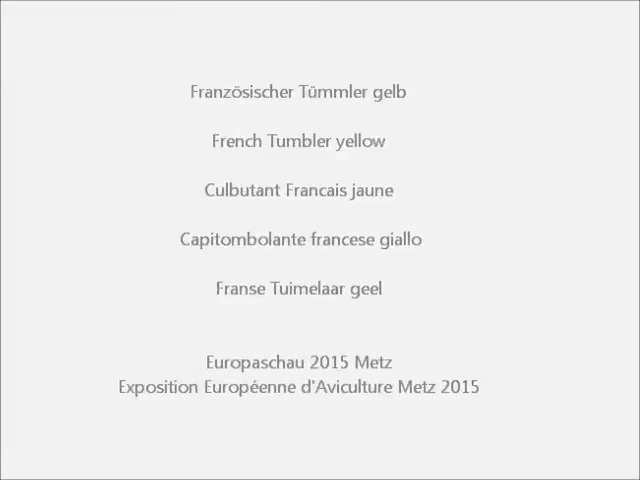 Französischer Tümmler gelb
French Tumbler yellow
Culbutant Francais jaune
Capitombolante francese giallo
Franse Tuimelaar geel
Europaschau 2015 Metz
Exposition Européenne d'Aviculture Metz 2015